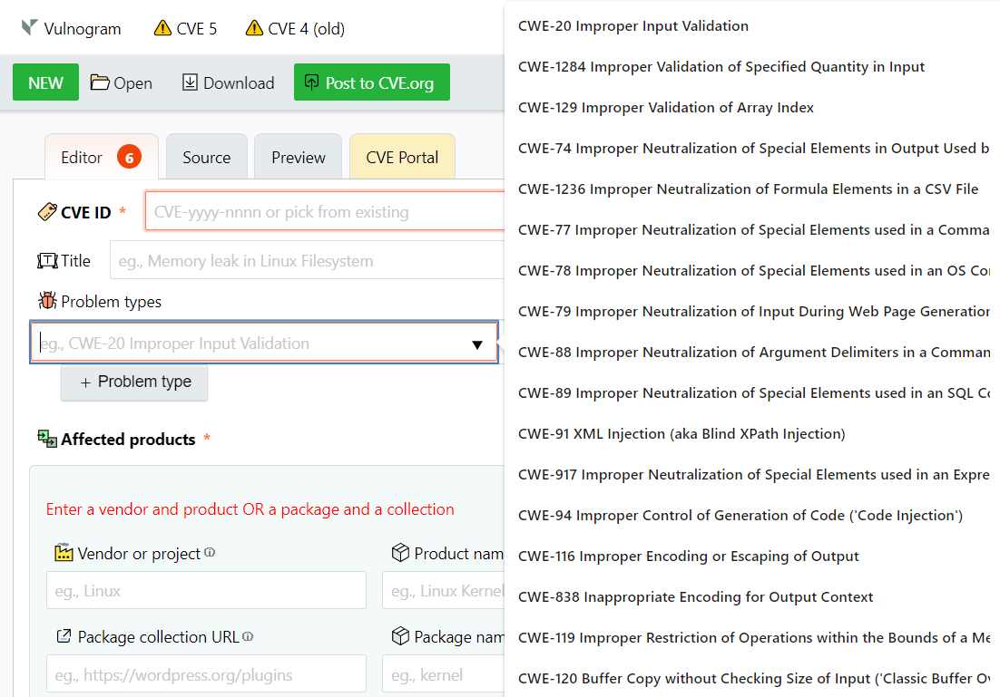 Vulnogram CVE 5 CVE 4 (old)
NEW Open Download Post to CVE.org
Editor 6 Source Preview CVE Portal
CVE ID * CVE-yyyy-nnnn or pick from existing
Title eg., Memory leak in Linux Filesystem
Problem types
eg., CWE-20 Improper Input Validation
+ Problem type
Affected products *
Enter a vendor and product OR a package and a collection
Vendor or project Product nam
eg., Linux eg., Linux Kernel
Package collection URL Package nam
eg., https://wordpress.org/plugins eg., kernel
CWE-20 Improper Input Validation
CWE-1284 Improper Validation of Specified Quantity in Input
CWE-129 Improper Validation of Array Index
CWE-74 Improper Neutralization of Special Elements in Output Used b
CWE-1236 Improper Neutralization of Formula Elements in a CSV File
CWE-77 Improper Neutralization of Special Elements used in a Comma
CWE-78 Improper Neutralization of Special Elements used in an OS Co
CWE-79 Improper Neutralization of Input During Web Page Generation
CWE-88 Improper Neutralization of Argument Delimiters in a Comman
CWE-89 Improper Neutralization of Special Elements used in an SQL Co
CWE-91 XML Injection (aka Blind XPath Injection)
CWE-917 Improper Neutralization of Special Elements used in an Expre
CWE-94 Improper Control of Generation of Code ('Code Injection')
CWE-116 Improper Encoding or Escaping of Output
CWE-838 Inappropriate Encoding for Output Context
CWE-119 Improper Restriction of Operations within the Bounds of a Me
CWE-120 Buffer Copy without Checking Size of Input ('Classic Buffer Ov